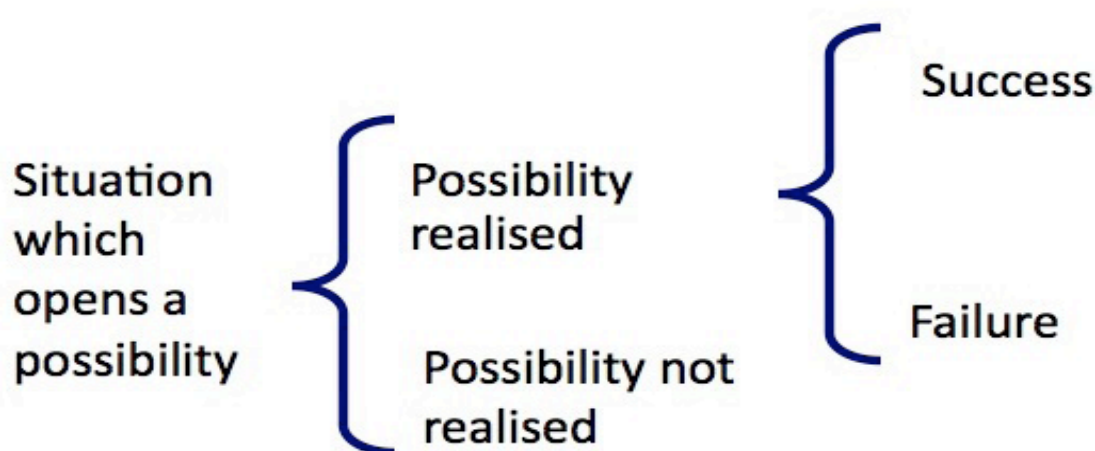 Situation
which
opens a
possibility
Possibility
realised
Possibility not
realised
Success
Failure